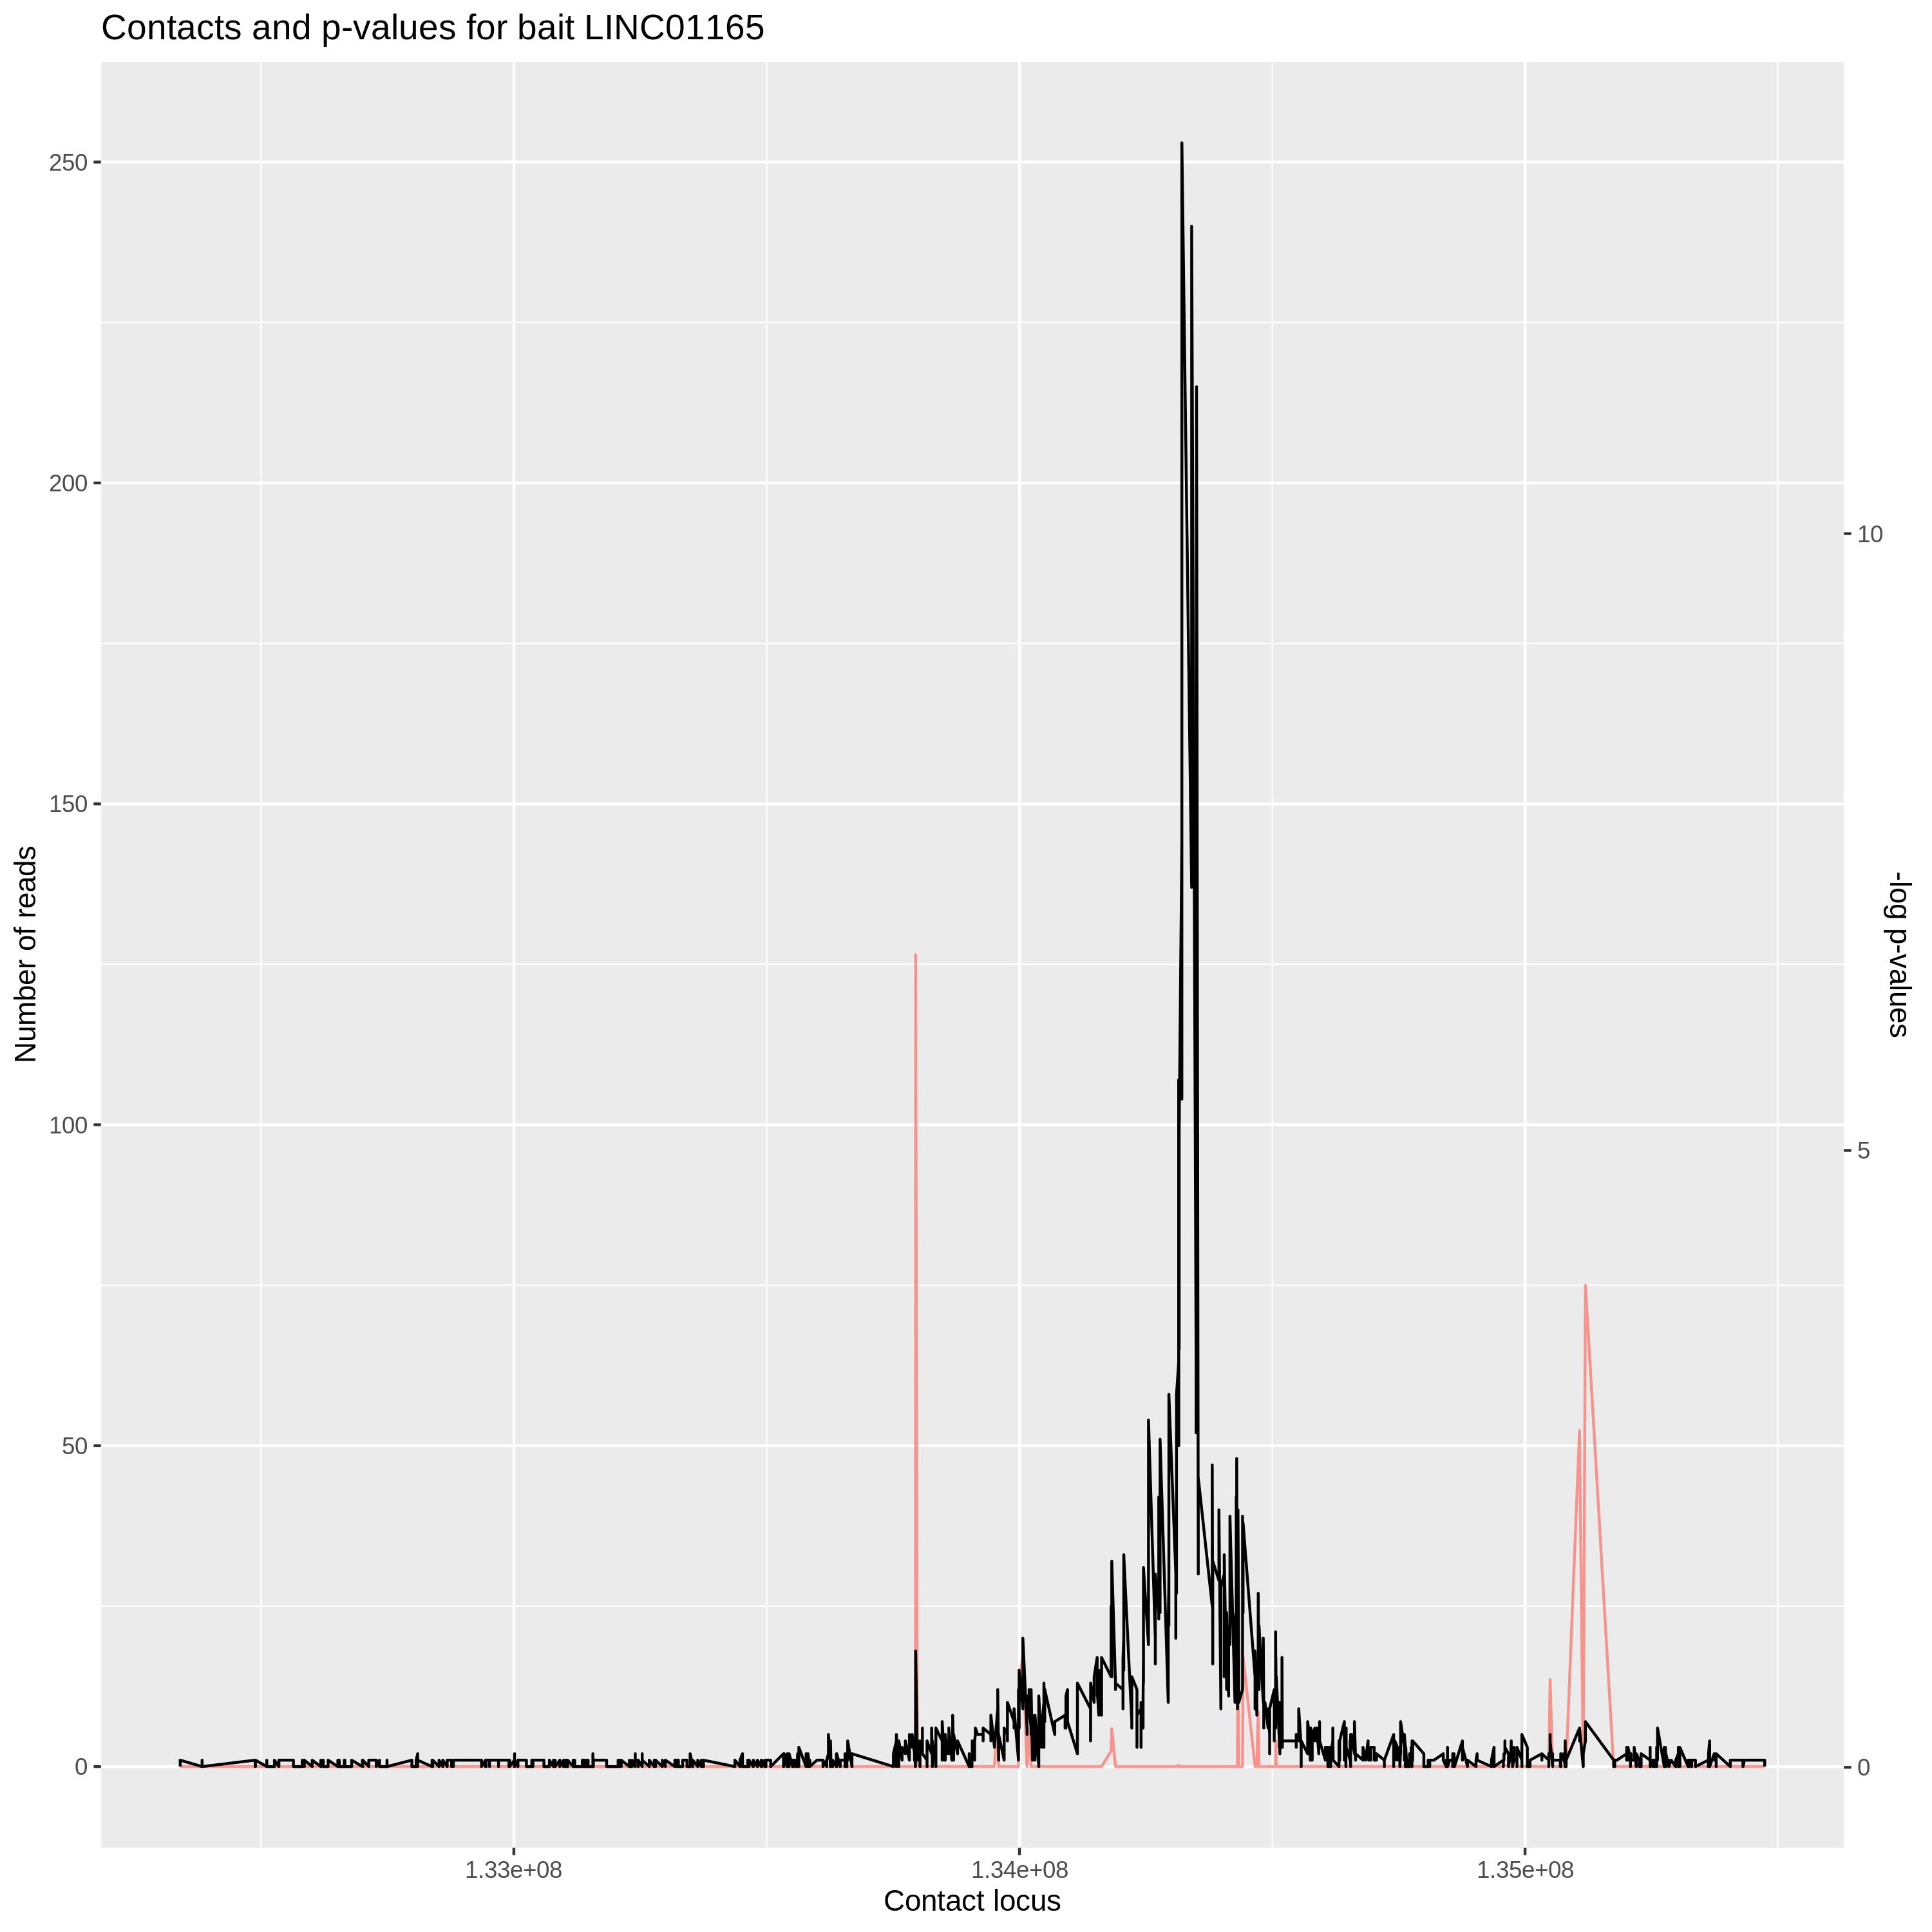 Contacts and p-values for bait LINC01165
250
200
150
100
50
0
Number of reads
10
5
0
-log p-values
1.33e+08
1.34e+08
1.35e+08
Contact locus